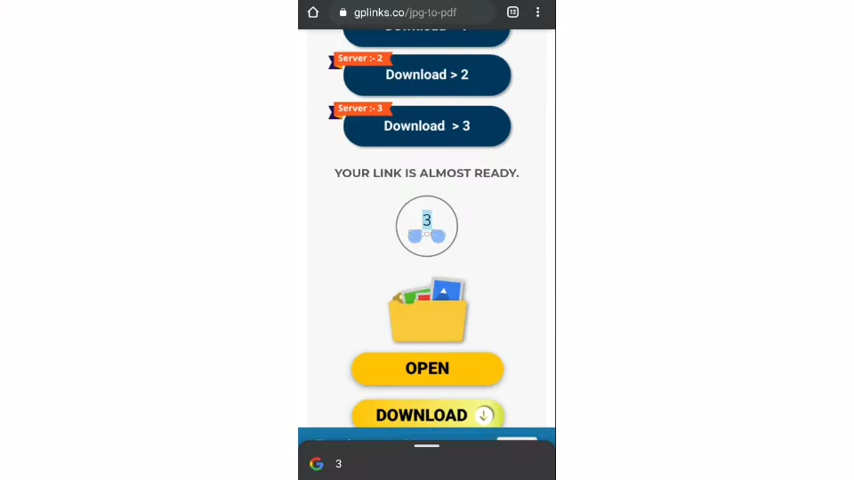 gplinks.co/jpg-to-pdf
12
Server :- 2
Download > 2
Server :- 3
Download > 3
YOUR LINK IS ALMOST READY.
3
OPEN
DOWNLOAD
3